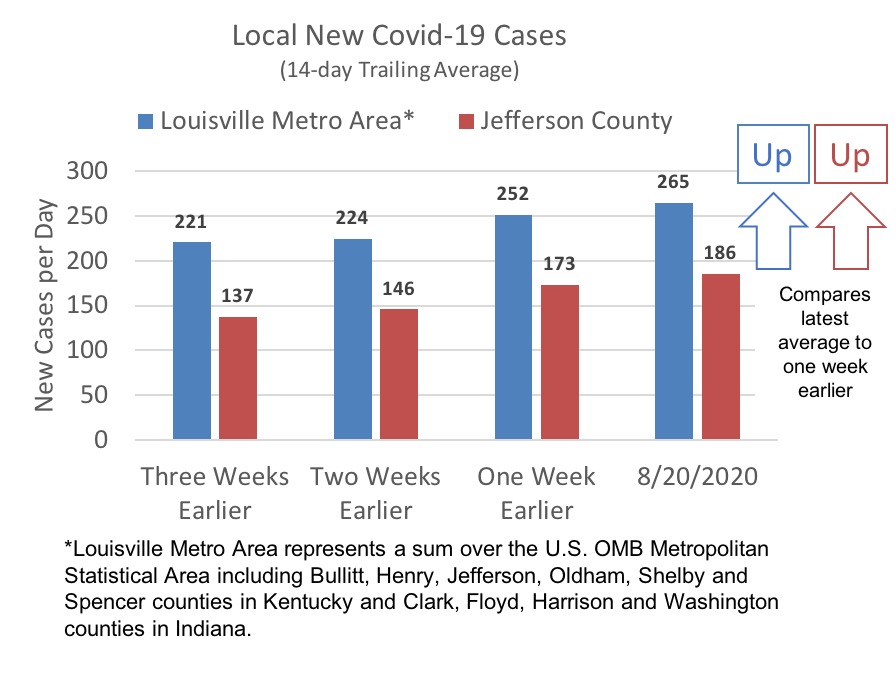 Local New Covid-19 Cases
(14-day Trailing Average)
Louisville Metro Area* Jefferson County
Up Up
300
250
200
150
100
50
0
New Cases per Day
221 137
224 146
252 173
265 186
Compares
latest
average to
one week
earlier
Three Weeks Two Weeks One Week 8/20/2020
Earlier Earlier Earlier
*Louisville Metro Area represents a sum over the U.S. OMB Metropolitan
Statistical Area including Bullitt, Henry, Jefferson, Oldham, Shelby and
Spencer counties in Kentucky and Clark, Floyd, Harrison and Washington
counties in Indiana.